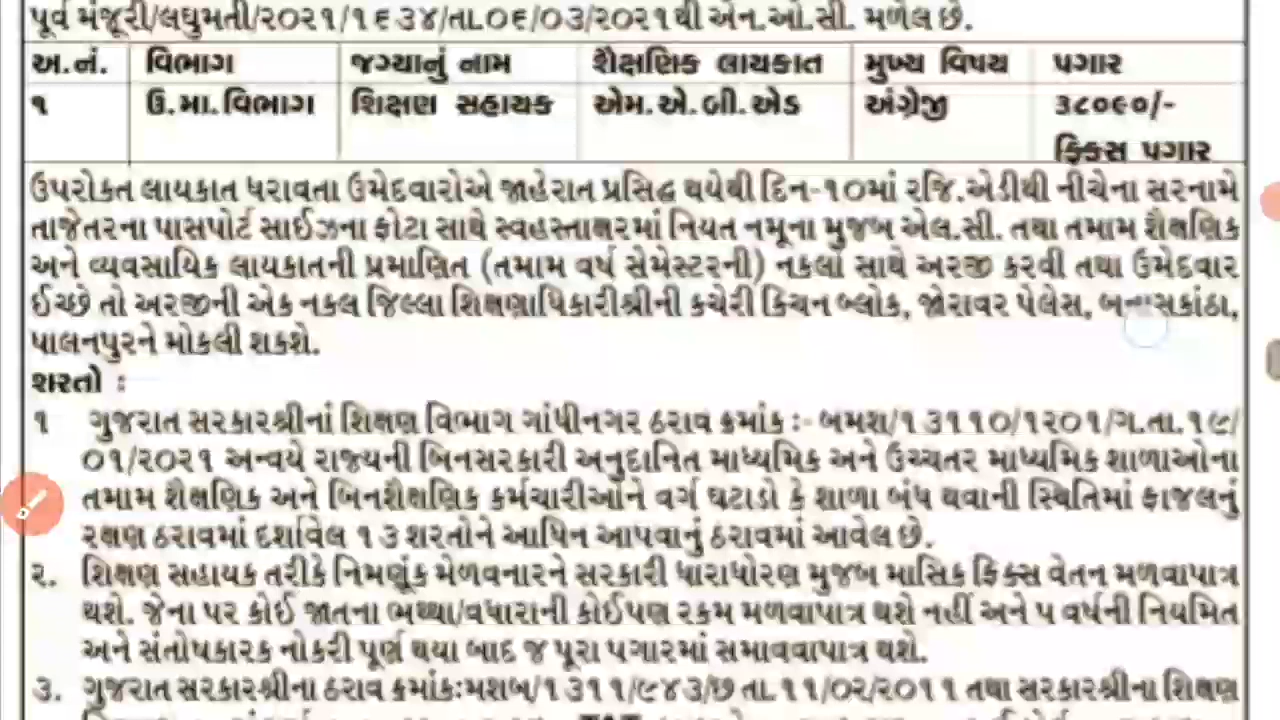 પૂર્વ મંજૂરી/લઘુમતી/૨૦૨૧/૧૬૩૪/તા.૦૬/૦૩/૨૦૨૧થી એન.ઓ.સી. મળેલ છે.
અ.નં. વિભાગ જગ્યાનું નામ શૈક્ષણિક લાયકાત મુખ્ય વિષય પગાર
૧ ઉ.મા.વિભાગ શિક્ષણ સહાયક એમ.એ.બી.એડ અંગ્રેજી ૩૮૦૯૦/-
ફિકસ પગાર
ઉપરોકત લાયકાત ધરાવતા ઉમેદવારોએ જાહેરાત પ્રસિદ્ધ થયેથી દિન-૧૦માં રજિ.એડીથી નીચેના સરનામે
તાજેતરના પાસપોર્ટ સાઈઝના ફોટા સાથે સ્વહસ્તાક્ષરમાં નિયત નમૂના મુજબ એલ.સી. તથા તમામ શૈક્ષણિક
અને વ્યવસાયિક લાયકાતની પ્રમાણિત (તમામ વર્ષ સેમેસ્ટરની) નકલો સાથે અરજી કરવી તથા ઉમેદવાર
ઈચ્છે તો અરજીની એક નકલ જિલ્લા શિક્ષણાધિકારીશ્રીની કચેરી કિચન બ્લોક, જોરાવર પેલેસ, બનાસકાંઠા,
પાલનપુરને મોકલી શકશે.
શરતો :
૧ ગુજરાત સરકારશ્રીનાં શિક્ષણ વિભાગ ગાંધીનગર ઠરાવ ક્રમાંક :- બમશ/૧૩૧૧૦/૧૨૦૧/ગ.તા.૧૯/
૦૧/૨૦૨૧ અન્વયે રાજ્યની બિનસરકારી અનુદાનિત માધ્યમિક અને ઉચ્ચતર માધ્યમિક શાળાઓના
તમામ શૈક્ષણિક અને બિનશૈક્ષણિક કર્મચારીઓને વર્ગ ઘટાડો કે શાળા બંધ થવાની સ્થિતિમાં ફાજલનું
રક્ષણ ઠરાવમાં દર્શાવેલ ૧૩ શરતોને આધિન આપવાનું ઠરાવમાં આવેલ છે.
૨. શિક્ષણ સહાયક તરીકે નિમણૂંક મેળવનારને સરકારી ધારાધોરણ મુજબ માસિક ફિક્સ વેતન મળવાપાત્ર
થશે. જેના પર કોઈ જાતના ભથ્થા/વધારાની કોઈપણ રકમ મળવાપાત્ર થશે નહીં અને ૫ વર્ષની નિયમિત
અને સંતોષકારક નોકરી પૂર્ણ થયા બાદ જ પૂરા પગારમાં સમાવવાપાત્ર થશે.
૩. ગુજરાત સરકારશ્રીના ઠરાવ ક્રમાંક:મશબ/૧૩૧૧/૯૪૩/છ તા.૧૧/૦૨/૨૦૧૧ તથા સરકારશ્રીના શિક્ષણ